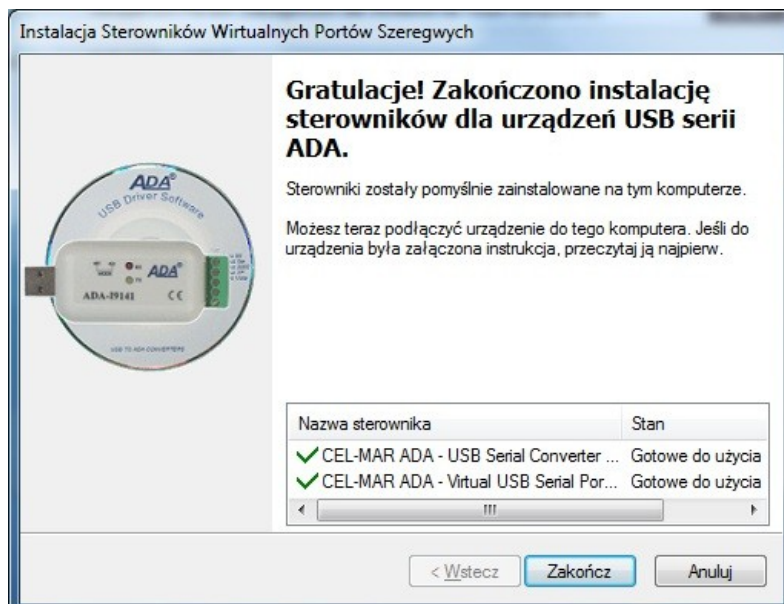 Instalacja Sterowników Wirtualnych Portów Szeregwych
Gratulacje! Zakończono instalację
sterowników dla urządzeń USB serii
ADA.
Sterowniki zostały pomyślnie zainstalowane na tym komputerze.
Możesz teraz podłączyć urządzenie do tego komputera. Jeśli do
urządzenia była załączona instrukcja, przeczytaj ją najpierw.
ADA®
USB Driver Software
ADA®
ADA-I9141
CE
USB TO ADA CONVERTERS
Nazwa sterownika Stan
CEL-MAR ADA - USB Serial Converter ... Gotowe do użycia
CEL-MAR ADA - Virtual USB Serial Por... Gotowe do użycia
< Wstecz Zakończ Anuluj